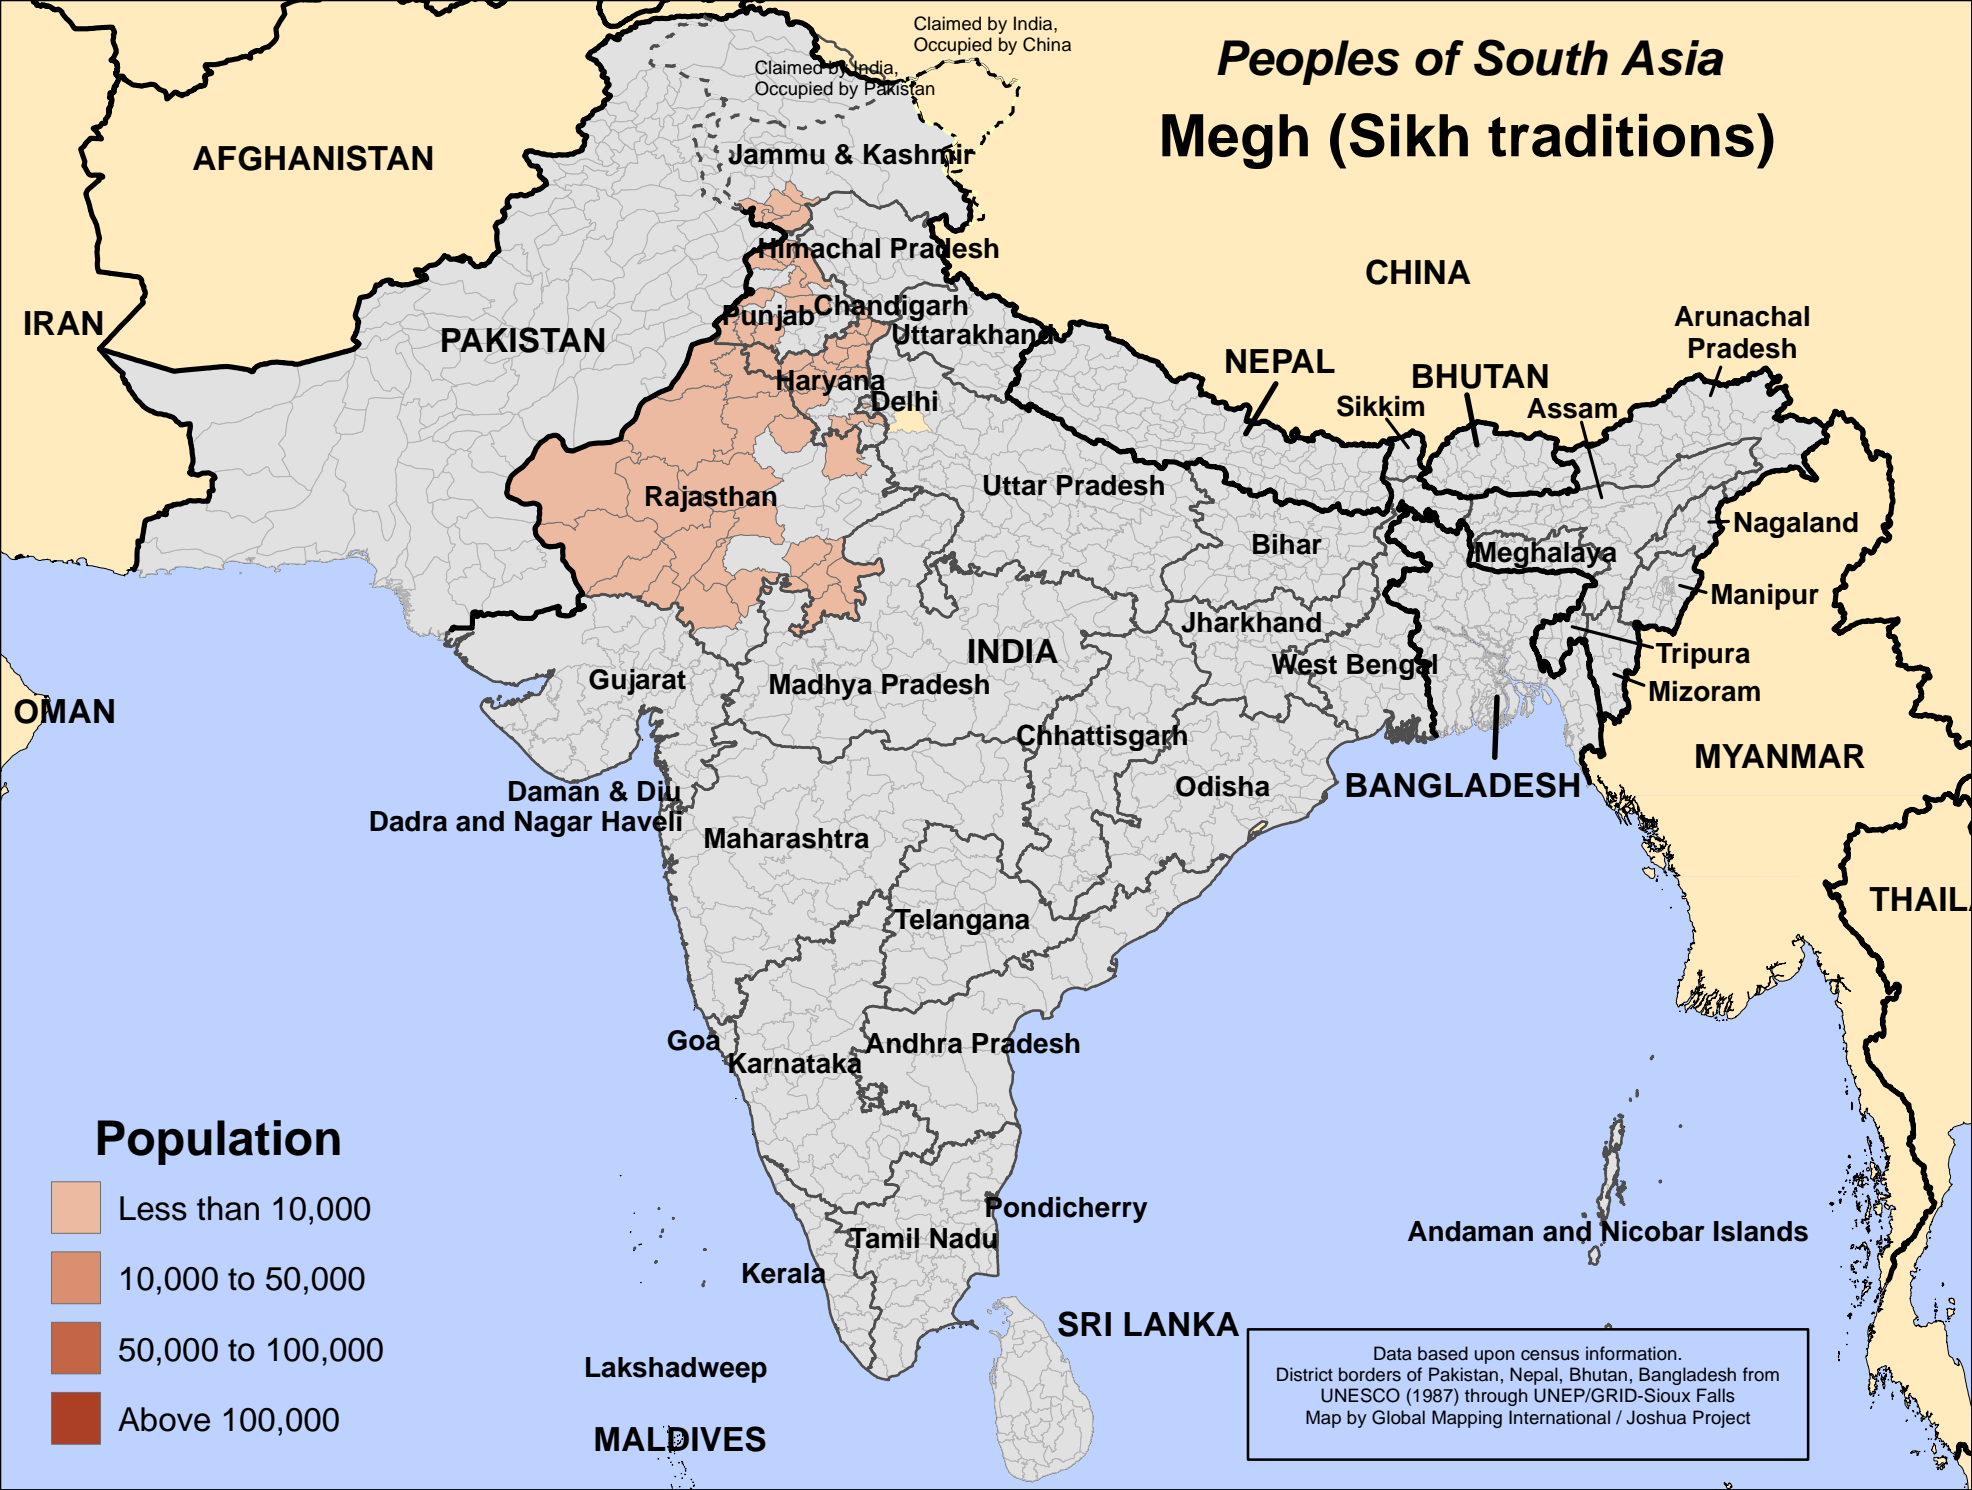 Claimed by India,
Occupied by China
Peoples of South Asia
Megh (Sikh traditions)
Claimed by India,
Occupied by Pakistan
AFGHANISTAN
Jammu & Kashmir
Himachal Pradesh
CHINA
IRAN
PAKISTAN
Punjab
Chandigarh
Uttarakhand
Arunachal
Pradesh
NEPAL
BHUTAN
Haryana
Delhi
Sikkim
Assam
Rajasthan
Uttar Pradesh
Nagaland
Bihar
Meghalaya
Manipur
Jharkhand
INDIA
West Bengal
Tripura
Gujarat
Madhya Pradesh
Mizoram
OMAN
Chhattisgarh
MYANMAR
Odisha
BANGLADESH
Daman & Diu
Dadra and Nagar Haveli
Maharashtra
THAIL
Telangana
Goa
Karnataka
Andhra Pradesh
Population
Less than 10,000
10,000 to 50,000
50,000 to 100,000
Above 100,000
Pondicherry
Tamil Nadu
Andaman and Nicobar Islands
Kerala
SRI LANKA
Lakshadweep
MALDIVES
Data based upon census information.
District borders of Pakistan, Nepal, Bhutan, Bangladesh from
UNESCO (1987) through UNEP/GRID-Sioux Falls
Map by Global Mapping International / Joshua Project